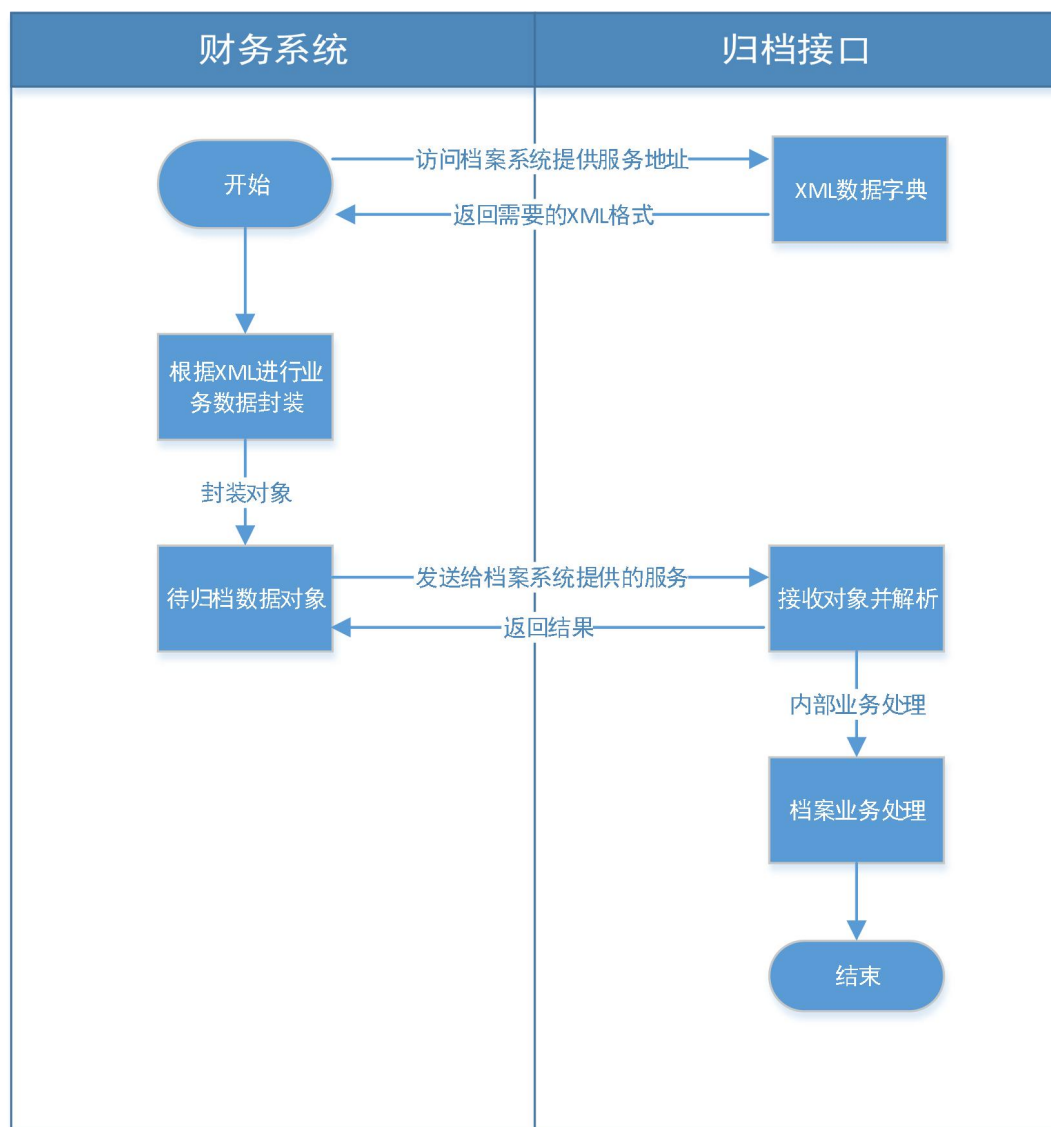 财务系统
归档接口
开始
访问档案系统提供服务地址
返回需要的XML格式
XML数据字典
根据XML进行业
务数据封装
封装对象
待归档数据对象
发送给档案系统提供的服务
返回结果
接收对象并解析
内部业务处理
档案业务处理
结束